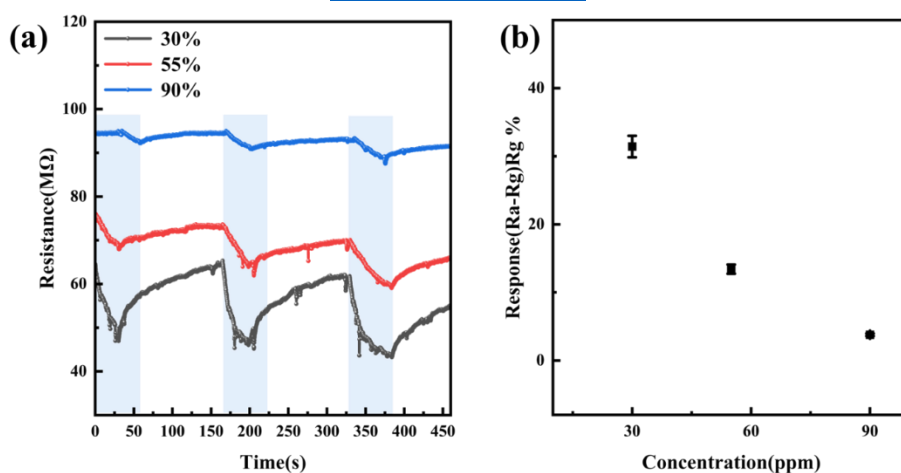 (a)
30%
55%
90%
120
100
80
60
40
0 50 100 150 200 250 300 350 400 450
Resistance(MΩ)
Time(s)
(b)
40
20
0
30 60 90
Response(Ra-Rg)Rg %
Concentration(ppm)